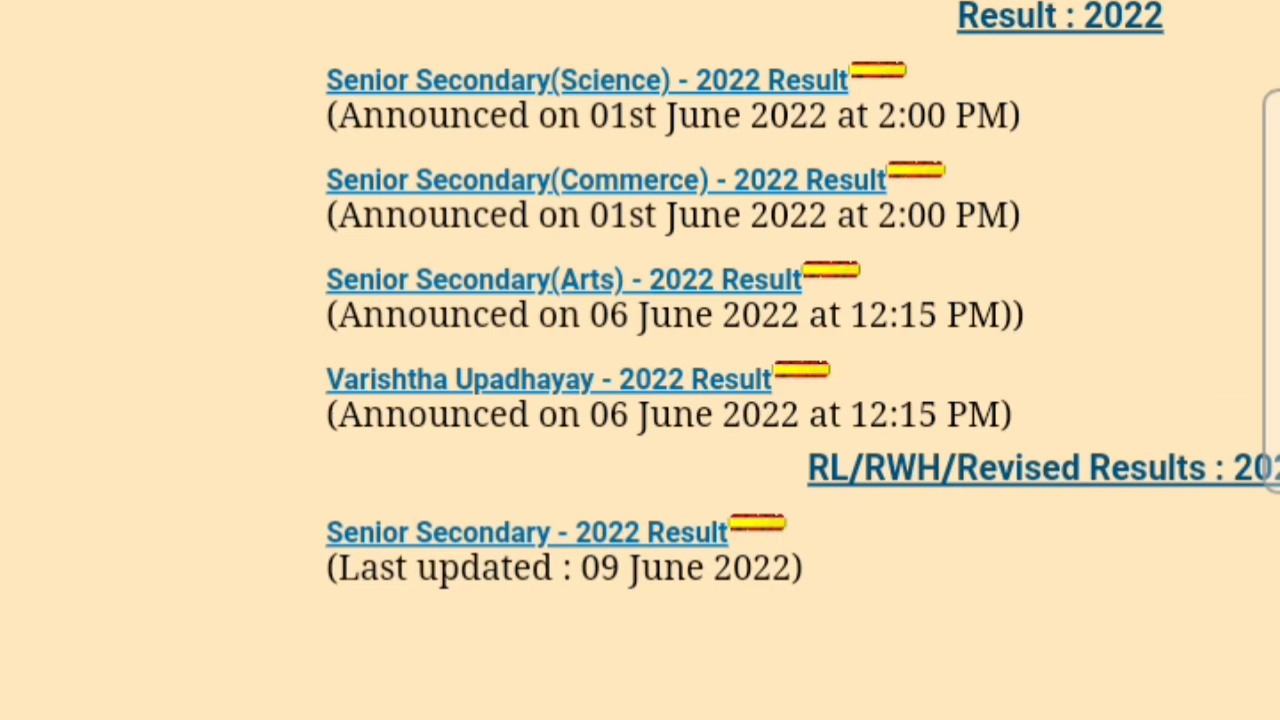 Result : 2022
Senior Secondary(Science) - 2022 Result
(Announced on 01st June 2022 at 2:00 PM)
Senior Secondary(Commerce) - 2022 Result
(Announced on 01st June 2022 at 2:00 PM)
Senior Secondary(Arts) - 2022 Result
(Announced on 06 June 2022 at 12:15 PM))
Varishtha Upadhayay - 2022 Result
(Announced on 06 June 2022 at 12:15 PM)
RL/RWH/Revised Results : 202
Senior Secondary - 2022 Result
(Last updated : 09 June 2022)